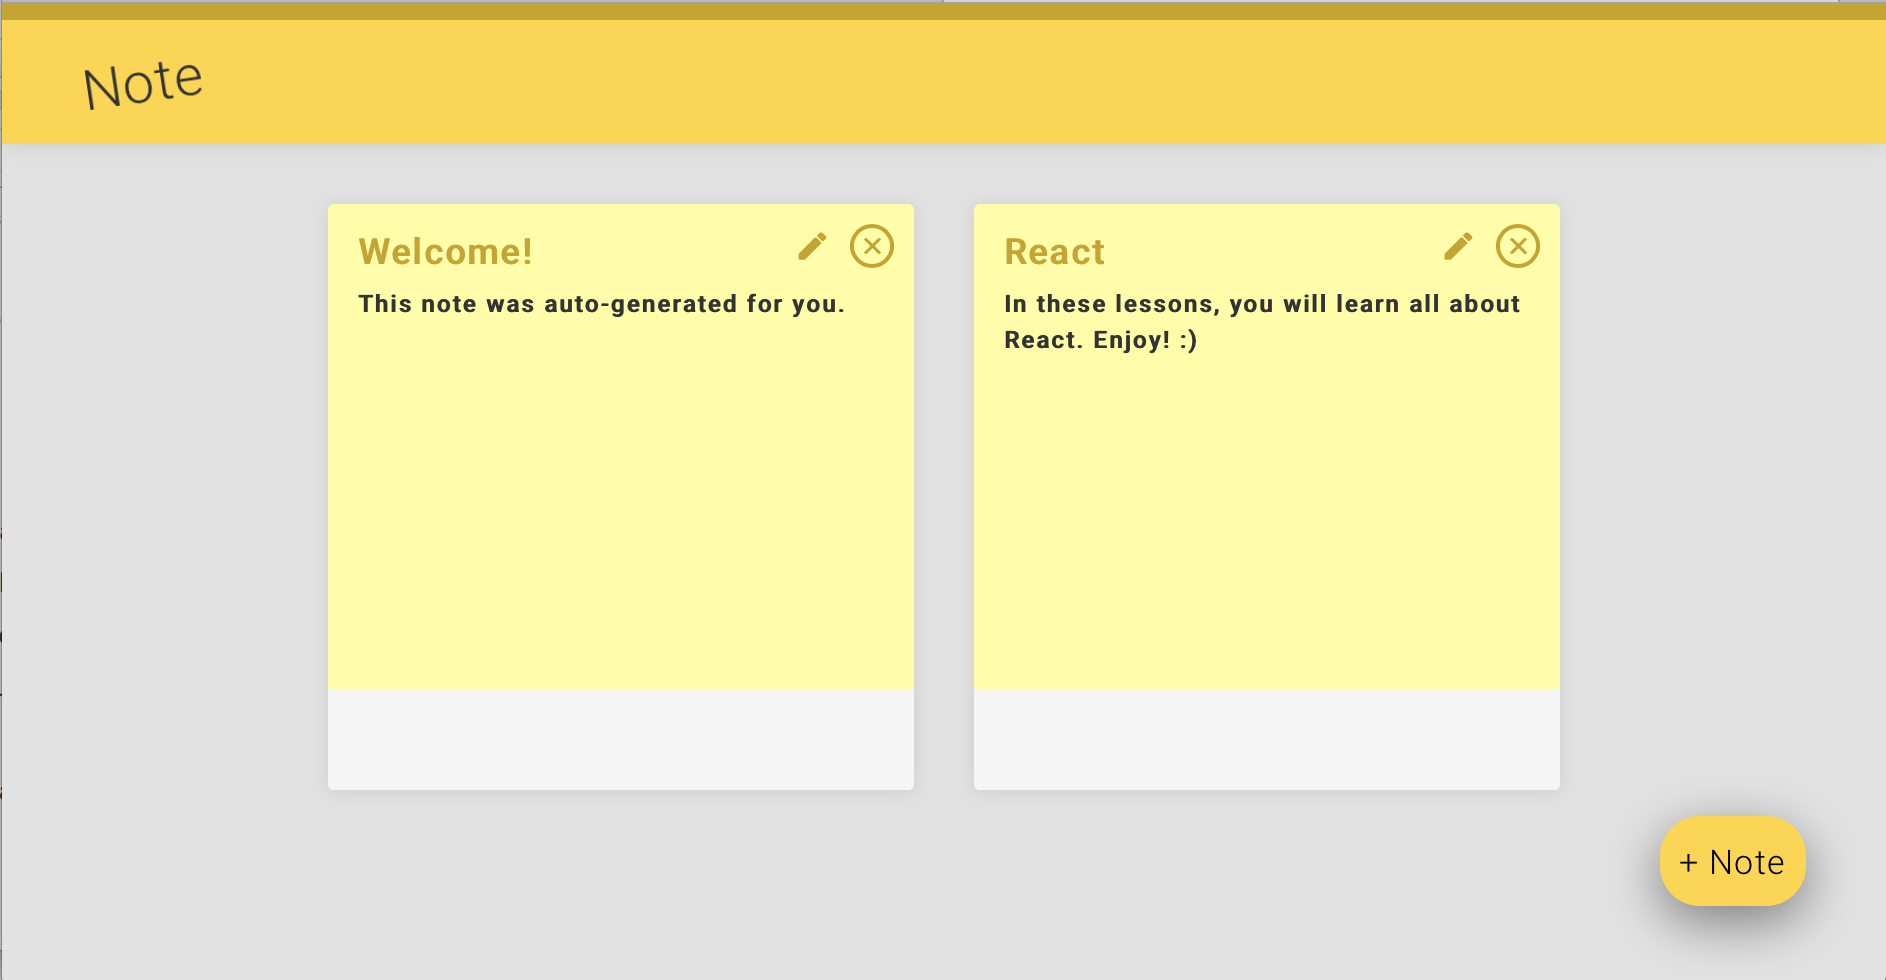 Note
Welcome!
This note was auto-generated for you.
React
In these lessons, you will learn all about
React. Enjoy! :)
+ Note